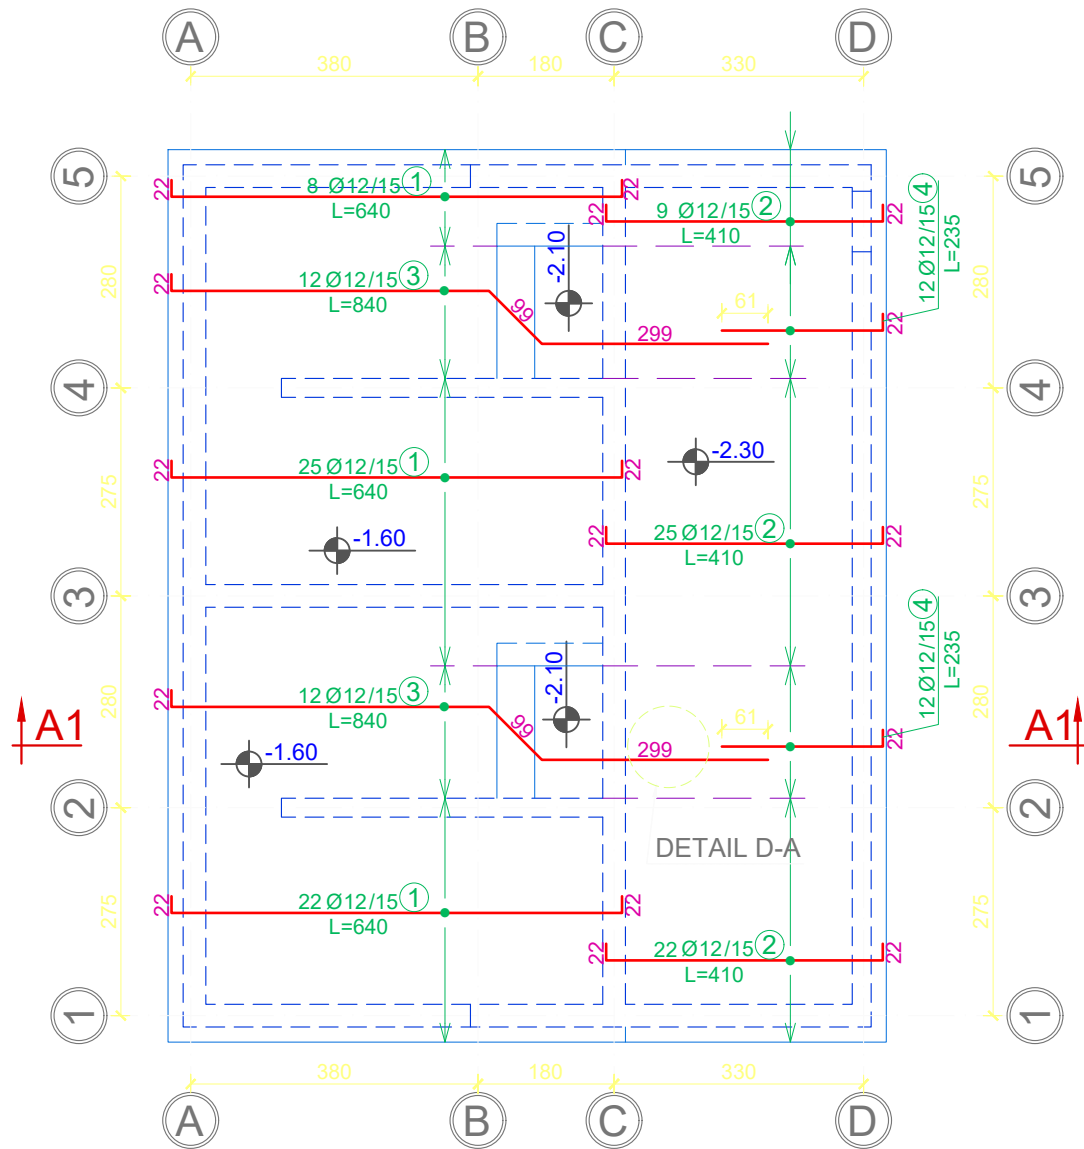 A B C D
380 180 330
5 5
22 8 Ø12/15 1 22
L=640
22 9 Ø12/15 2 22
L=410
12 Ø12/15 4
L=235
-2.10
280 280
22 12 Ø12/15 3
L=840
99
299
61
22
4 4
-2.30
22 25 Ø12/15 1 22
L=640
275 275
22 25 Ø12/15 2 22
L=410
-1.60
3 3
12 Ø12/15 4
L=235
-2.10
280 280
22 12 Ø12/15 3
L=840
99
299
61
22
A1 A1
-1.60
2 2
DETAIL D-A
22 22 Ø12/15 1 22
L=640
275 275
22 22 Ø12/15 2 22
L=410
1 1
380 180 330
A B C D